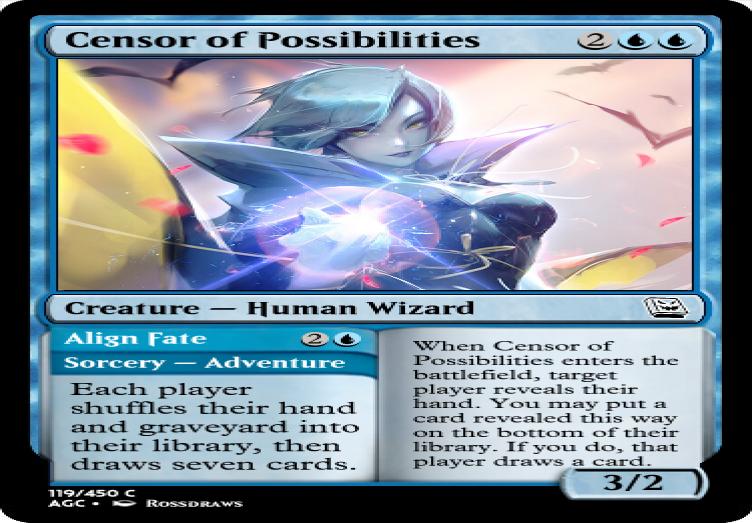 Censor of Possibilities 2
Creature — Human Wizard
Align Fate 2
Sorcery — Adventure
Each player
shuffles their hand
and graveyard into
their library, then
draws seven cards.
When Censor of
Possibilities enters the
battlefield, target
player reveals their
hand. You may put a
card revealed this way
on the bottom of their
library. If you do, that
player draws a card.
3/2
119/450 C
AGC • Rossdraws